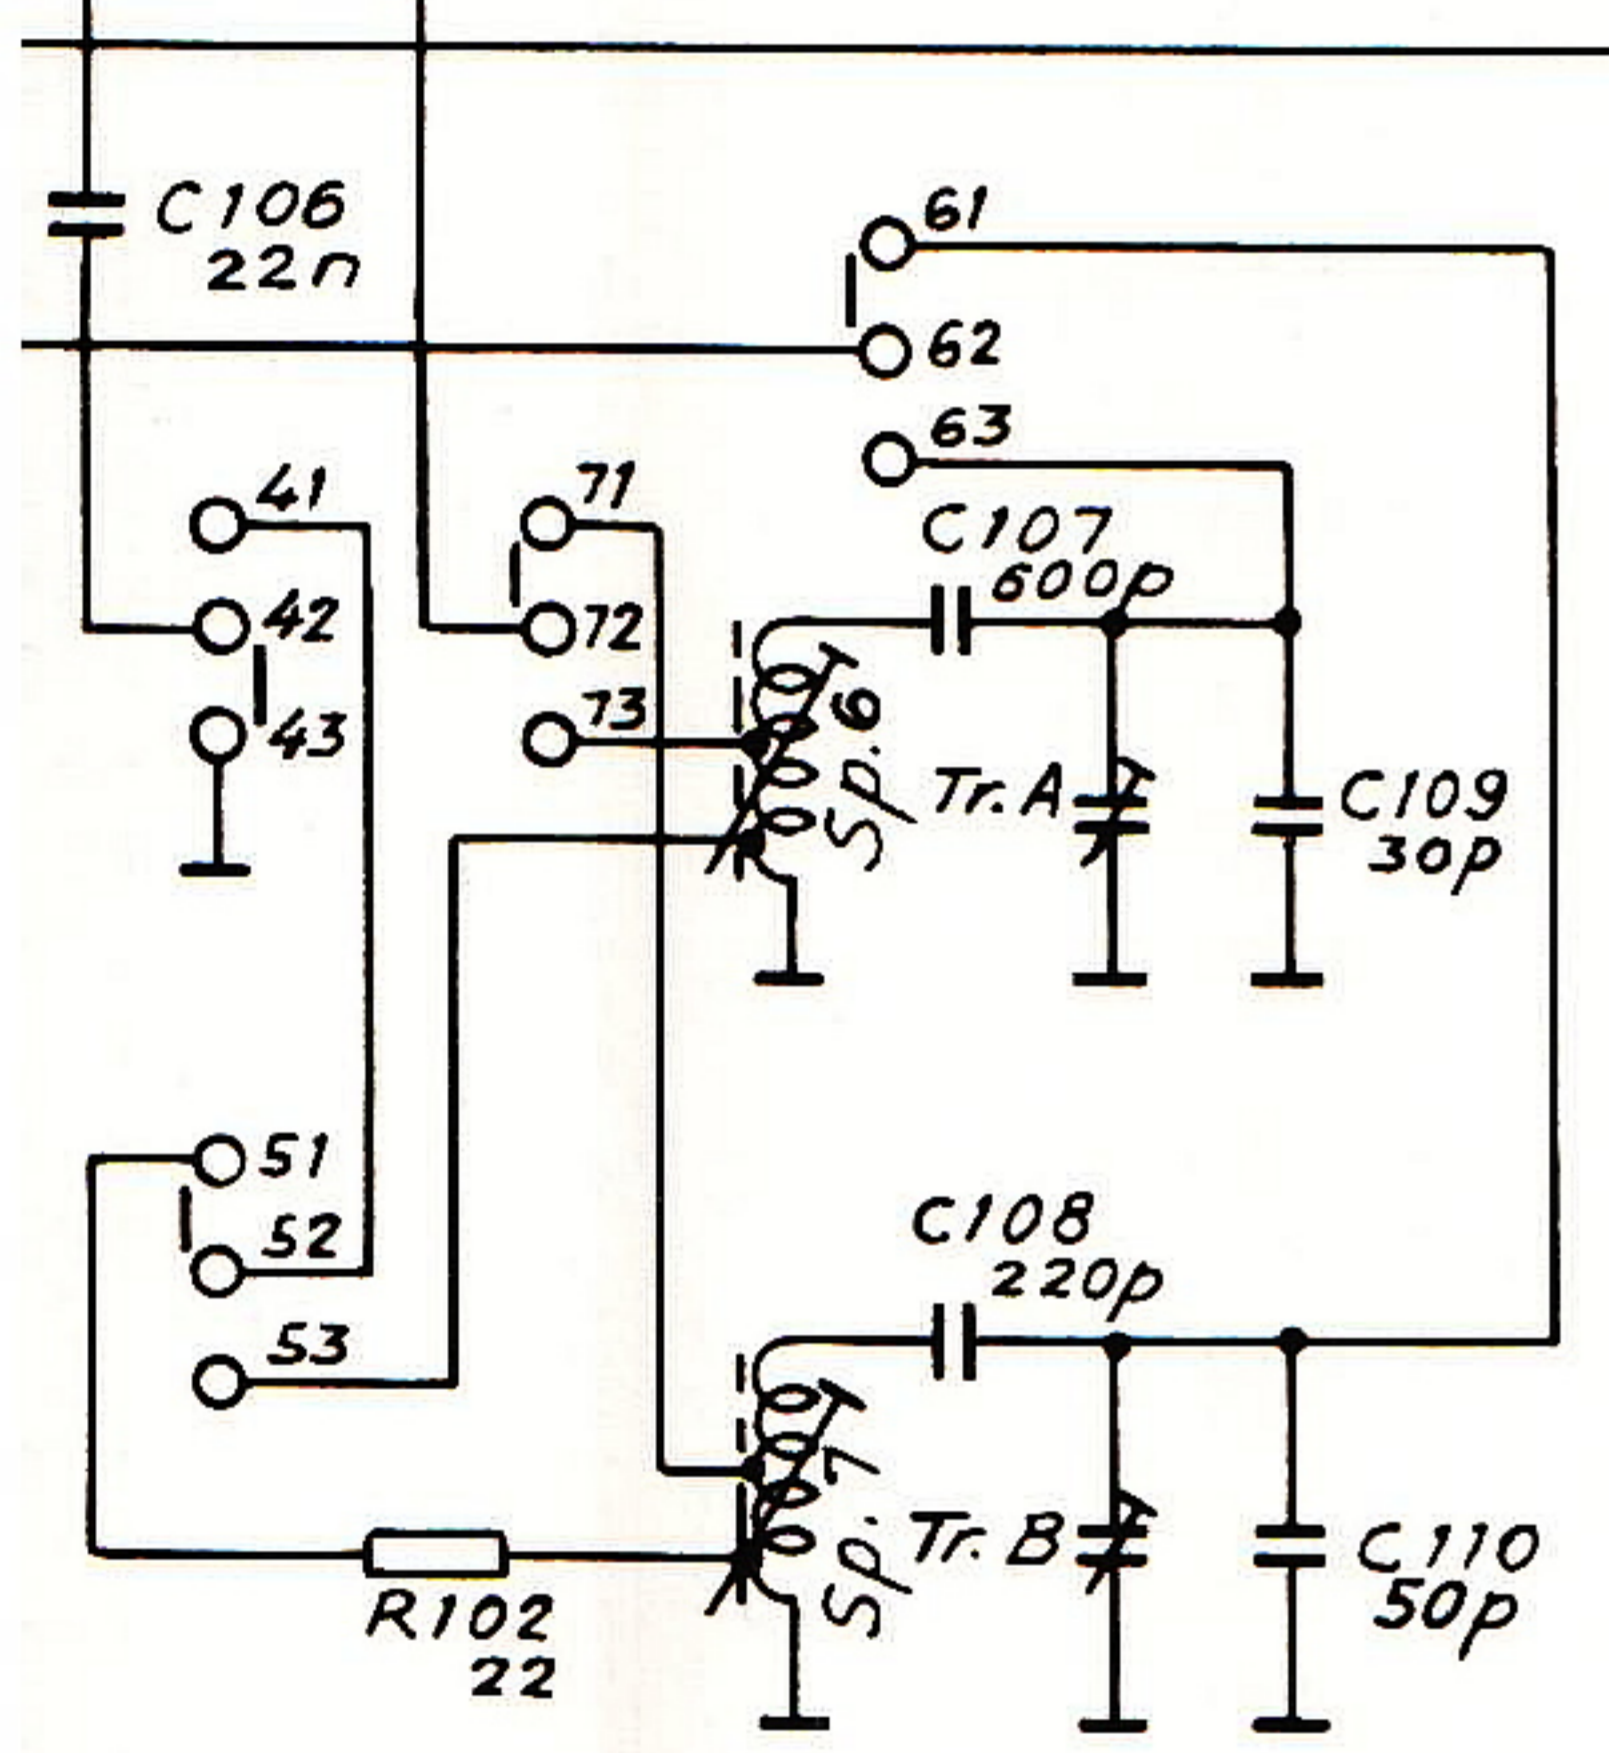 C106
22n
61
62
63
41
42
43
71
72
73
C107
600p
Sp. 6
Tr. A
C109
30p
51
52
53
C108
220p
Sp. 7
Tr. B
C110
50p
R102
22